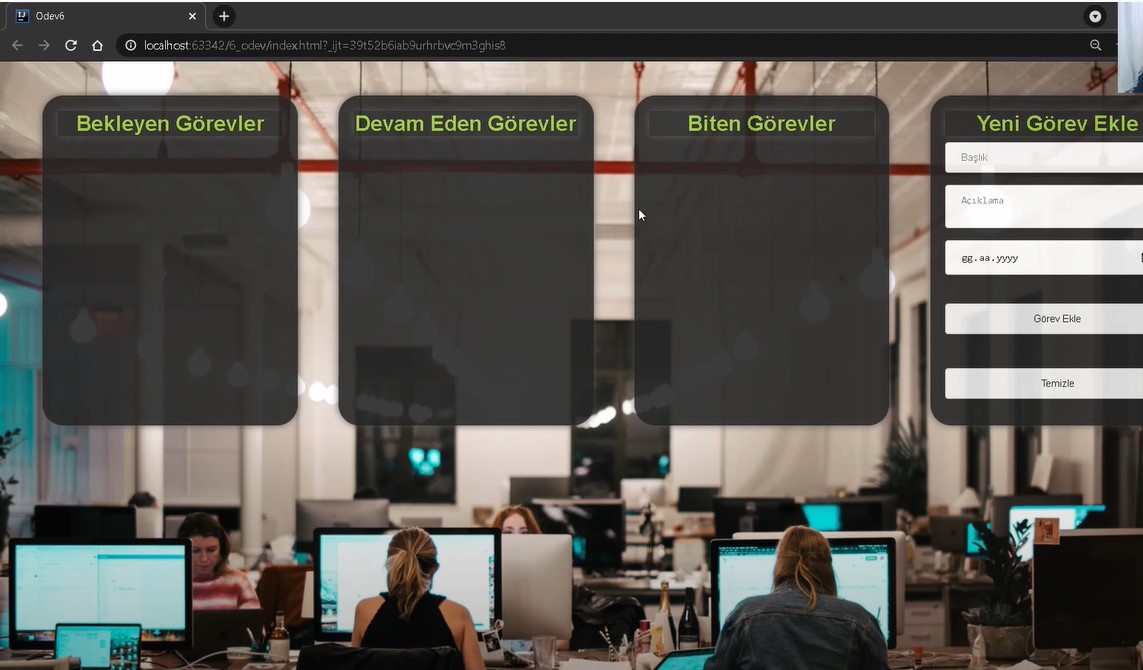 Odev6
localhost:63342/6_odev/index.html?_ijt=39t52b6iab9urhrbvc9m3ghis8
Bekleyen Görevler
Devam Eden Görevler
Biten Görevler
Yeni Görev Ekle
Başlık
Açıklama
gg.aa.yyyy
Görev Ekle
Temizle